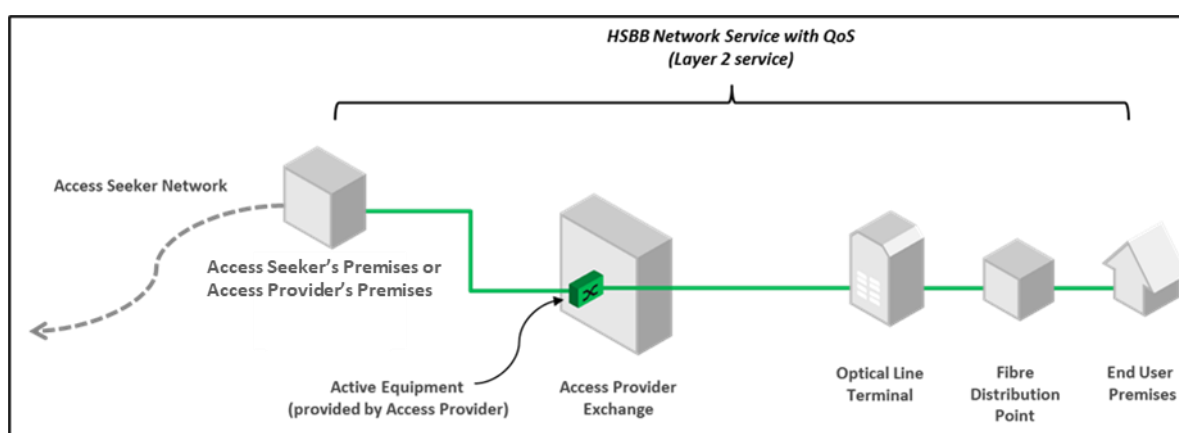 HSBB Network Service with QoS
(Layer 2 service)
Access Seeker Network
Access Seeker’s Premises or
Access Provider’s Premises
Active Equipment
(provided by Access Provider)
Access Provider
Exchange
Optical Line
Terminal
Fibre
Distribution
Point
End User
Premises